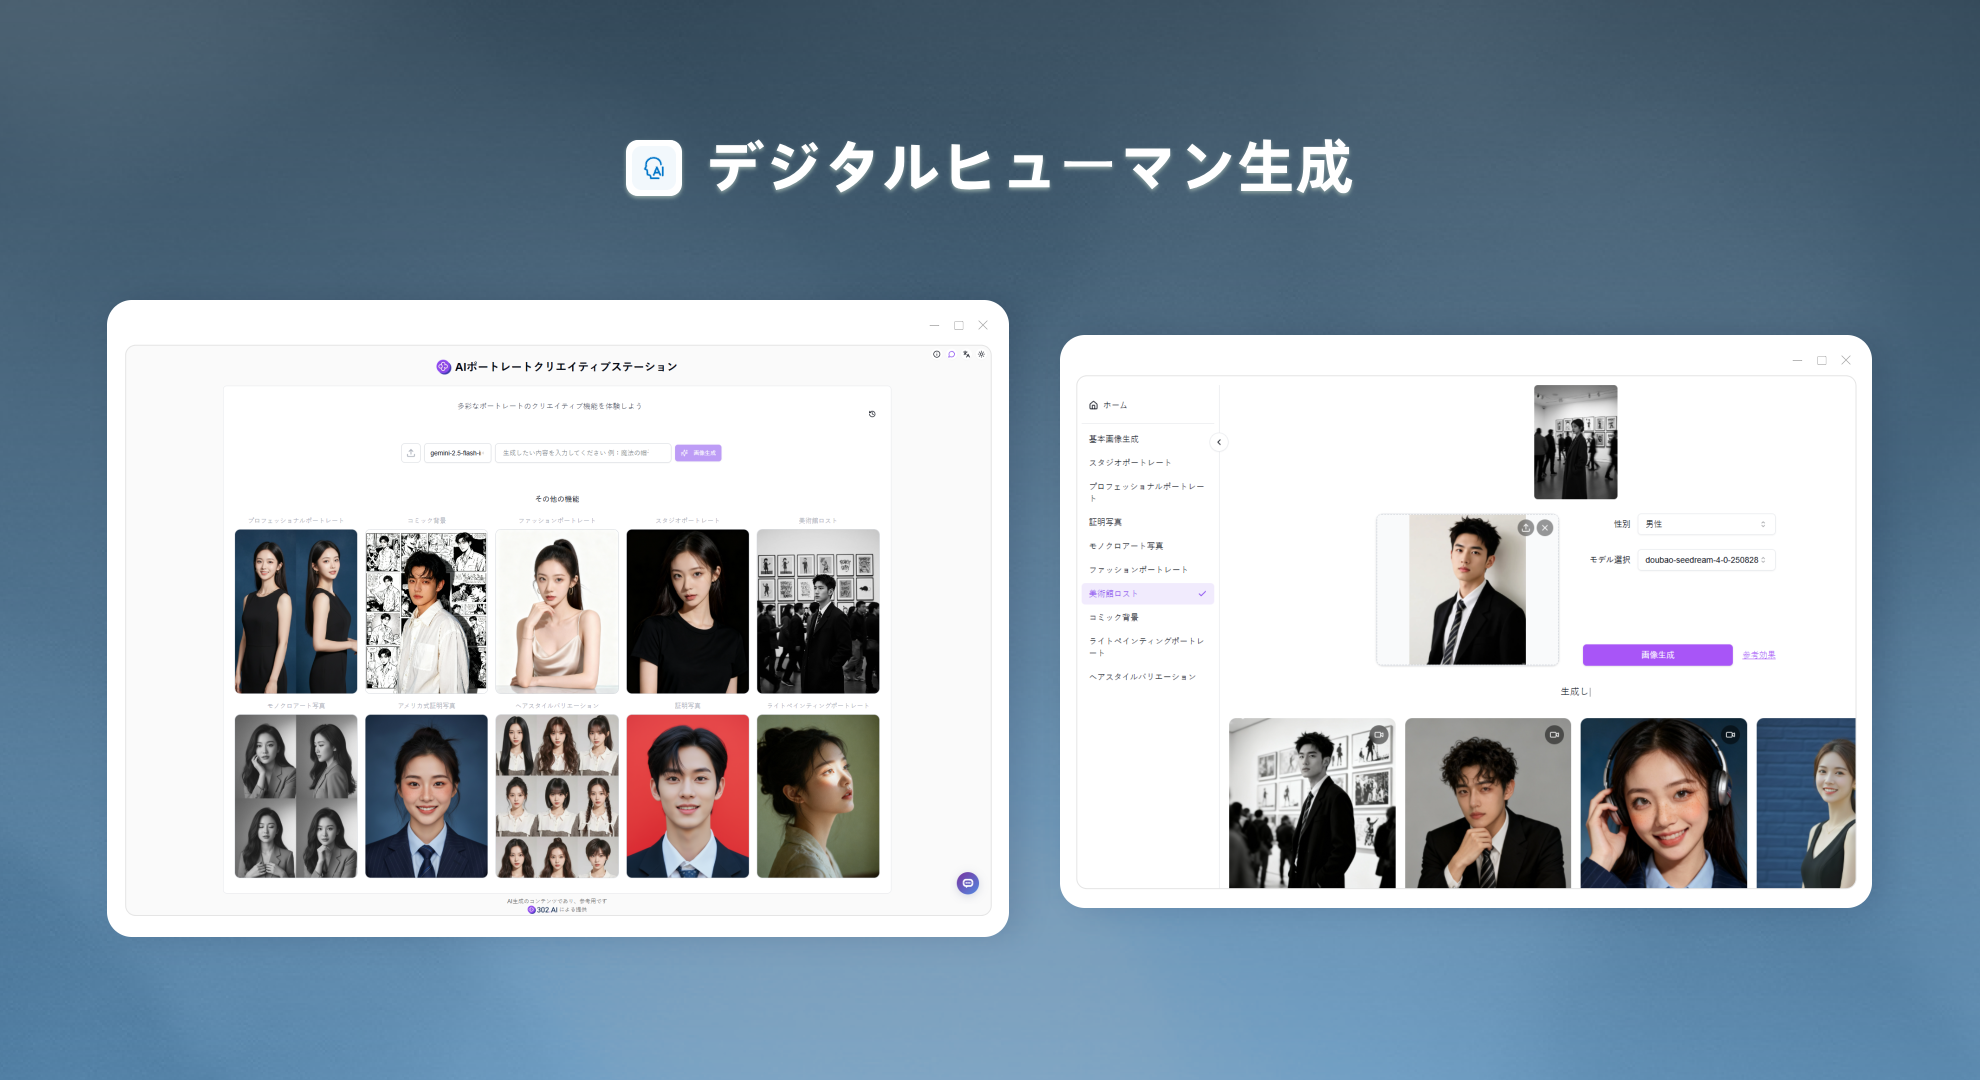 デジタルヒューマン生成
AIポートレートクリエイティブステーション
多彩なポートレートのクリエイティブ機能を体験しよう
gemini-2.5-flash-i
生成したい内容を入力してください 例：魔法の帽
画像生成
その他の機能
プロフェッショナルポートレート
コミック背景
ファッションポートレート
スタジオポートレート
美術館ロスト
モノクロアート写真
アメリカ式証明写真
ヘアスタイルバリエーション
証明写真
ライトペインティングポートレート
AI生成のコンテンツであり、参考用です
302.AI による提供
ホーム
基本画像生成
スタジオポートレート
プロフェッショナルポートレー
ト
証明写真
モノクロアート写真
ファッションポートレート
美術館ロスト
コミック背景
ライトペインティングポートレ
ート
ヘアスタイルバリエーション
性別
男性
モデル選択
doubao-seedream-4-0-250828
画像生成
参考効果
生成し